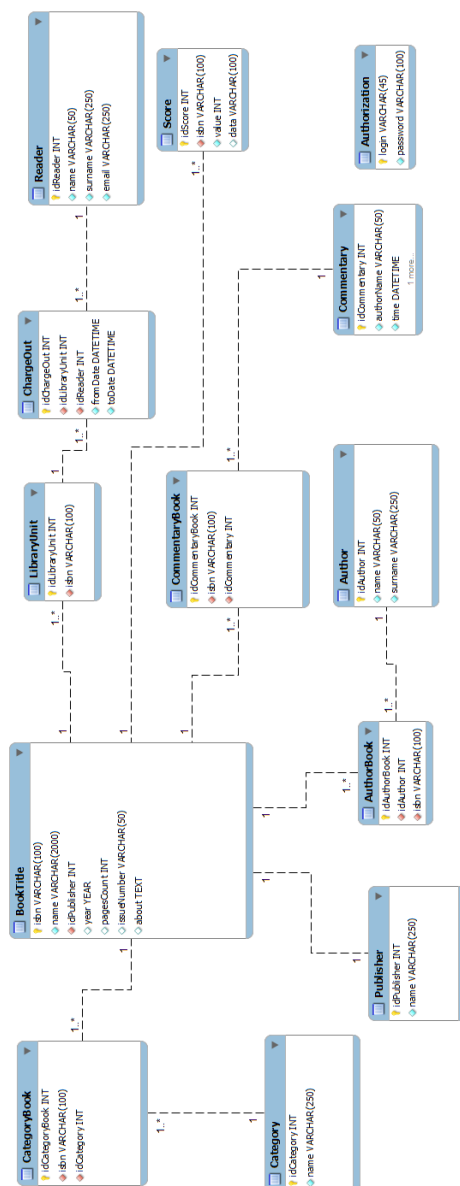 Reader
idReader INT
name VARCHAR(50)
surname VARCHAR(250)
email VARCHAR(250)
1
1..*
ChargeOut
idChargeOut INT
idLibraryUnit INT
idReader INT
fromDate DATETIME
toDate DATETIME
1..*
1
LibraryUnit
idLibraryUnit INT
isbn VARCHAR(100)
1..*
1
Score
idScore INT
isbn VARCHAR(100)
value INT
data VARCHAR(100)
1..*
1
Authorization
login VARCHAR(45)
password VARCHAR(100)
Commentary
idCommentary INT
authorName VARCHAR(50)
time DATETIME
1 more...
1
1..*
CommentaryBook
idCommentaryBook INT
isbn VARCHAR(100)
idCommentary INT
1..*
1
BookTitle
isbn VARCHAR(100)
name VARCHAR(2000)
idPublisher INT
year YEAR
pagesCount INT
issueNumber VARCHAR(50)
about TEXT
Author
idAuthor INT
name VARCHAR(50)
surname VARCHAR(250)
1
1..*
AuthorBook
idAuthorBook INT
idAuthor INT
isbn VARCHAR(100)
1..*
1
1
1
Publisher
idPublisher INT
name VARCHAR(250)
1
1..*
CategoryBook
idCategoryBook INT
isbn VARCHAR(100)
idCategory INT
1..*
1
Category
idCategory INT
name VARCHAR(250)